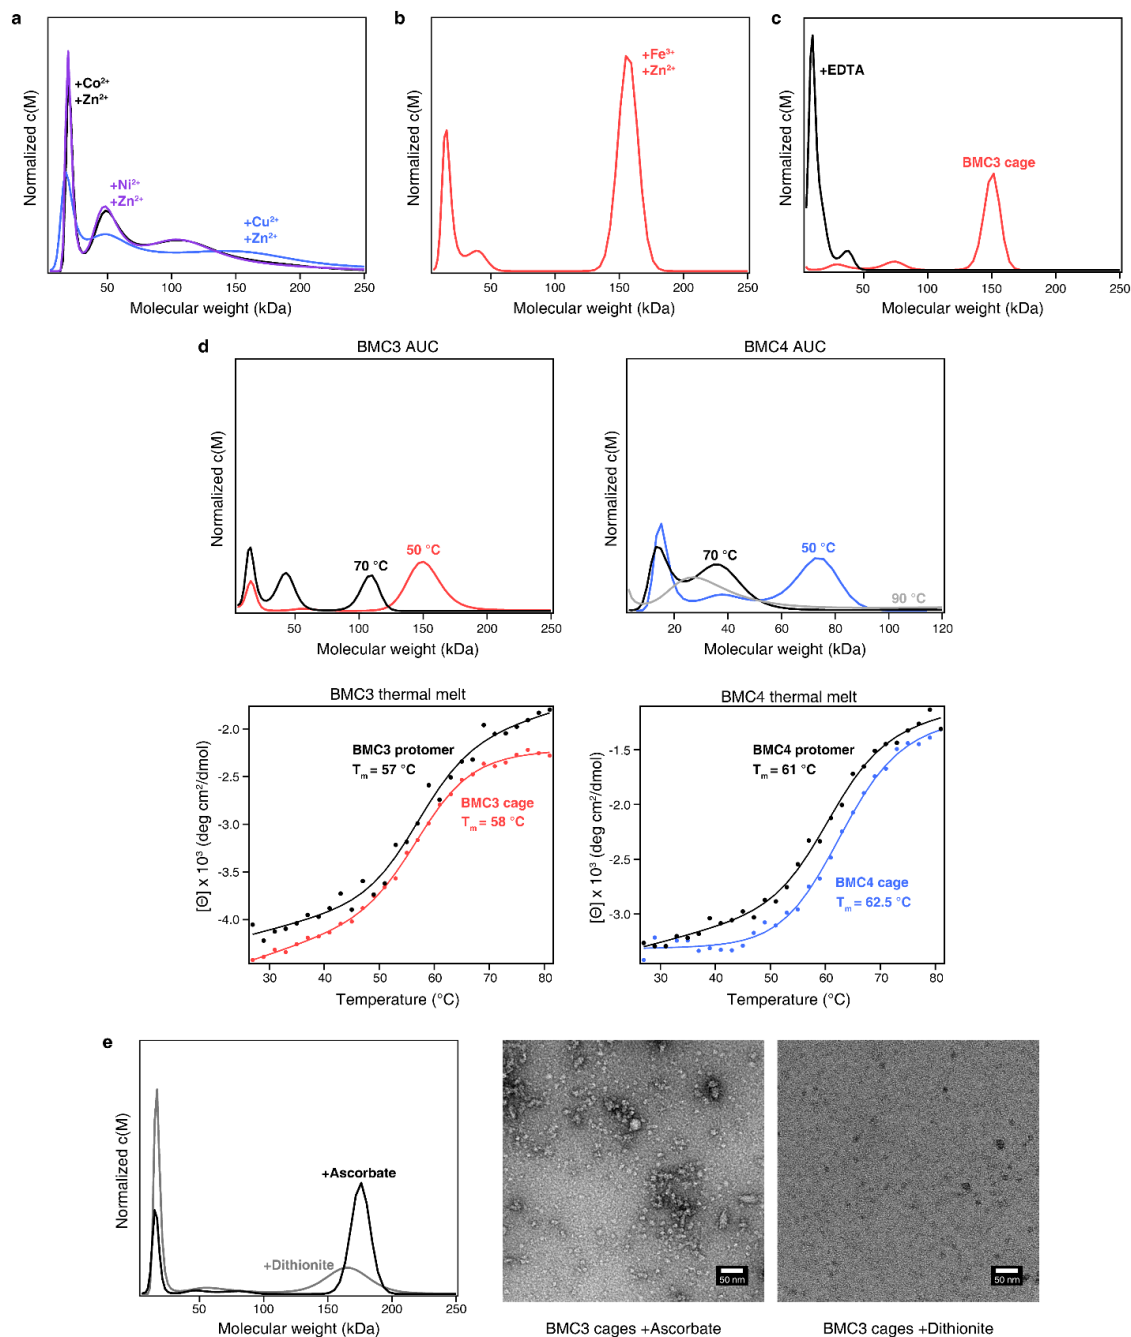 a
Normalized c(M)
+Co²⁺
+Zn²⁺
+Ni²⁺
+Zn²⁺
+Cu²⁺
+Zn²⁺
50 100 150 200 250
Molecular weight (kDa)
b
Normalized c(M)
+Fe³⁺
+Zn²⁺
50 100 150 200 250
Molecular weight (kDa)
c
Normalized c(M)
+EDTA
BMC3 cage
50 100 150 200 250
Molecular weight (kDa)
d
BMC3 AUC
Normalized c(M)
70 °C
50 °C
50 100 150 200 250
Molecular weight (kDa)
BMC4 AUC
Normalized c(M)
70 °C
50 °C
90 °C
20 40 60 80 100 120
Molecular weight (kDa)
BMC3 thermal melt
[Θ] x 10³ (deg cm²/dmol)
-2.0
-2.5
-3.0
-3.5
-4.0
BMC3 protomer
Tₘ = 57 °C
BMC3 cage
Tₘ = 58 °C
30 40 50 60 70 80
Temperature (°C)
BMC4 thermal melt
[Θ] x 10³ (deg cm²/dmol)
-1.5
-2.0
-2.5
-3.0
BMC4 protomer
Tₘ = 61 °C
BMC4 cage
Tₘ = 62.5 °C
30 40 50 60 70 80
Temperature (°C)
e
Normalized c(M)
+Ascorbate
+Dithionite
50 100 150 200 250
Molecular weight (kDa)
50 nm
BMC3 cages +Ascorbate
50 nm
BMC3 cages +Dithionite